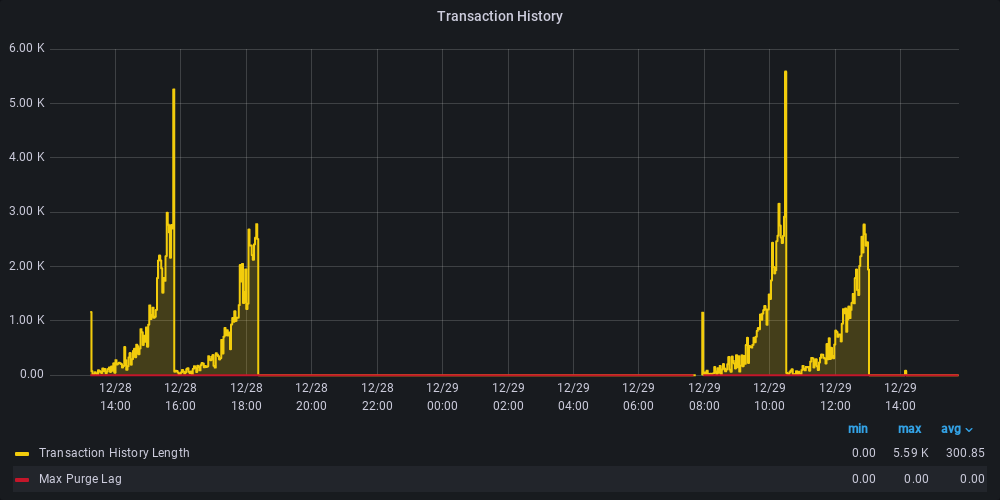 Transaction History
6.00 K
5.00 K
4.00 K
3.00 K
2.00 K
1.00 K
0.00
12/28 12/28 12/28 12/28 12/28 12/29 12/29 12/29 12/29 12/29 12/29 12/29 12/29
14:00 16:00 18:00 20:00 22:00 00:00 02:00 04:00 06:00 08:00 10:00 12:00 14:00
min max avg
Transaction History Length 0.00 5.59 K 300.85
Max Purge Lag 0.00 0.00 0.00